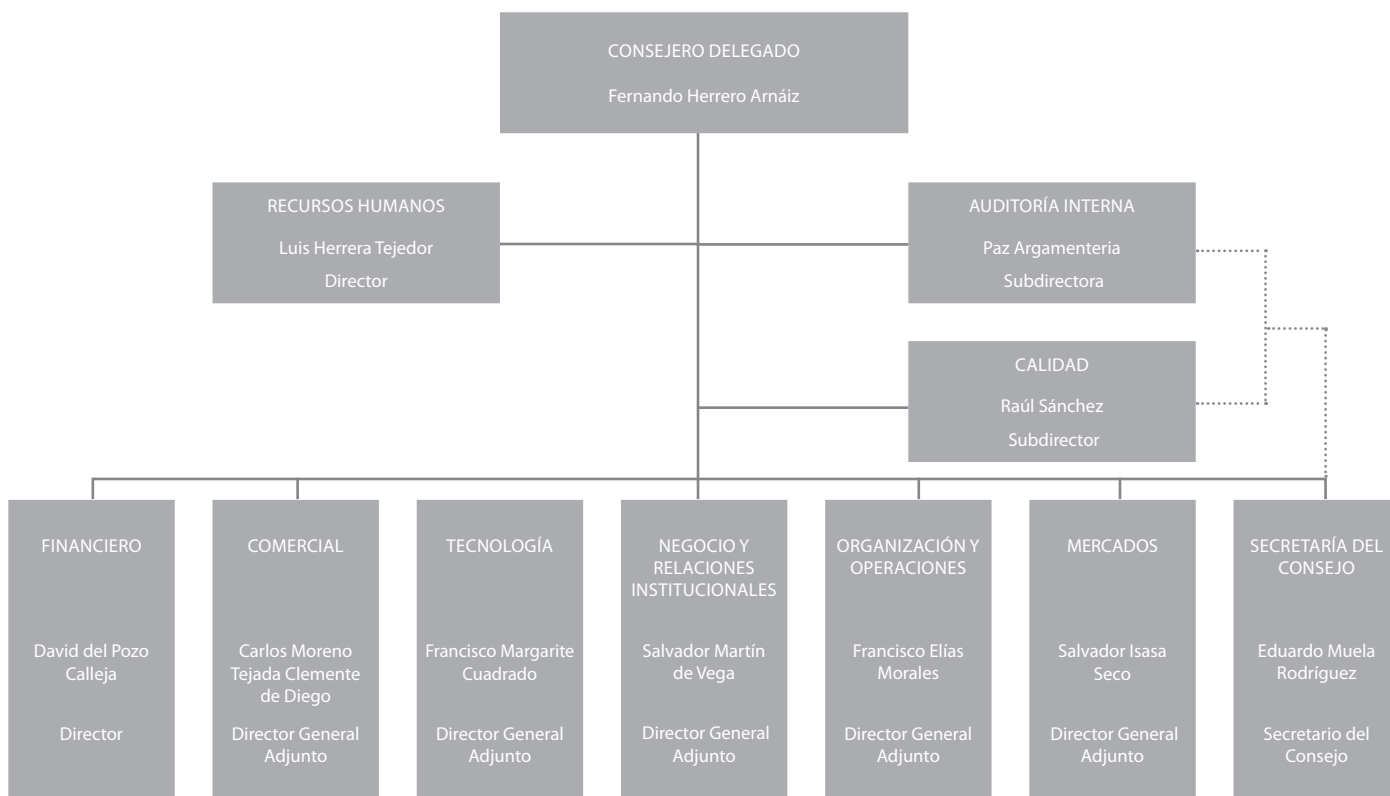 CONSEJERO DELEGADO
Fernando Herrero Arnáiz
RECURSOS HUMANOS
Luis Herrera Tejedor
Director
AUDITORÍA INTERNA
Paz Argamenteria
Subdirectora
CALIDAD
Raúl Sánchez
Subdirector
FINANCIERO
David del Pozo
Calleja
Director
COMERCIAL
Carlos Moreno
Tejada Clemente
de Diego
Director General
Adjunto
TECNOLOGÍA
Francisco Margarite
Cuadrado
Director General
Adjunto
NEGOCIO Y
RELACIONES
INSTITUCIONALES
Salvador Martín
de Vega
Director General
Adjunto
ORGANIZACIÓN Y
OPERACIONES
Francisco Elías
Morales
Director General
Adjunto
MERCADOS
Salvador Isasa
Seco
Director General
Adjunto
SECRETARÍA DEL
CONSEJO
Eduardo Muela
Rodríguez
Secretario del
Consejo